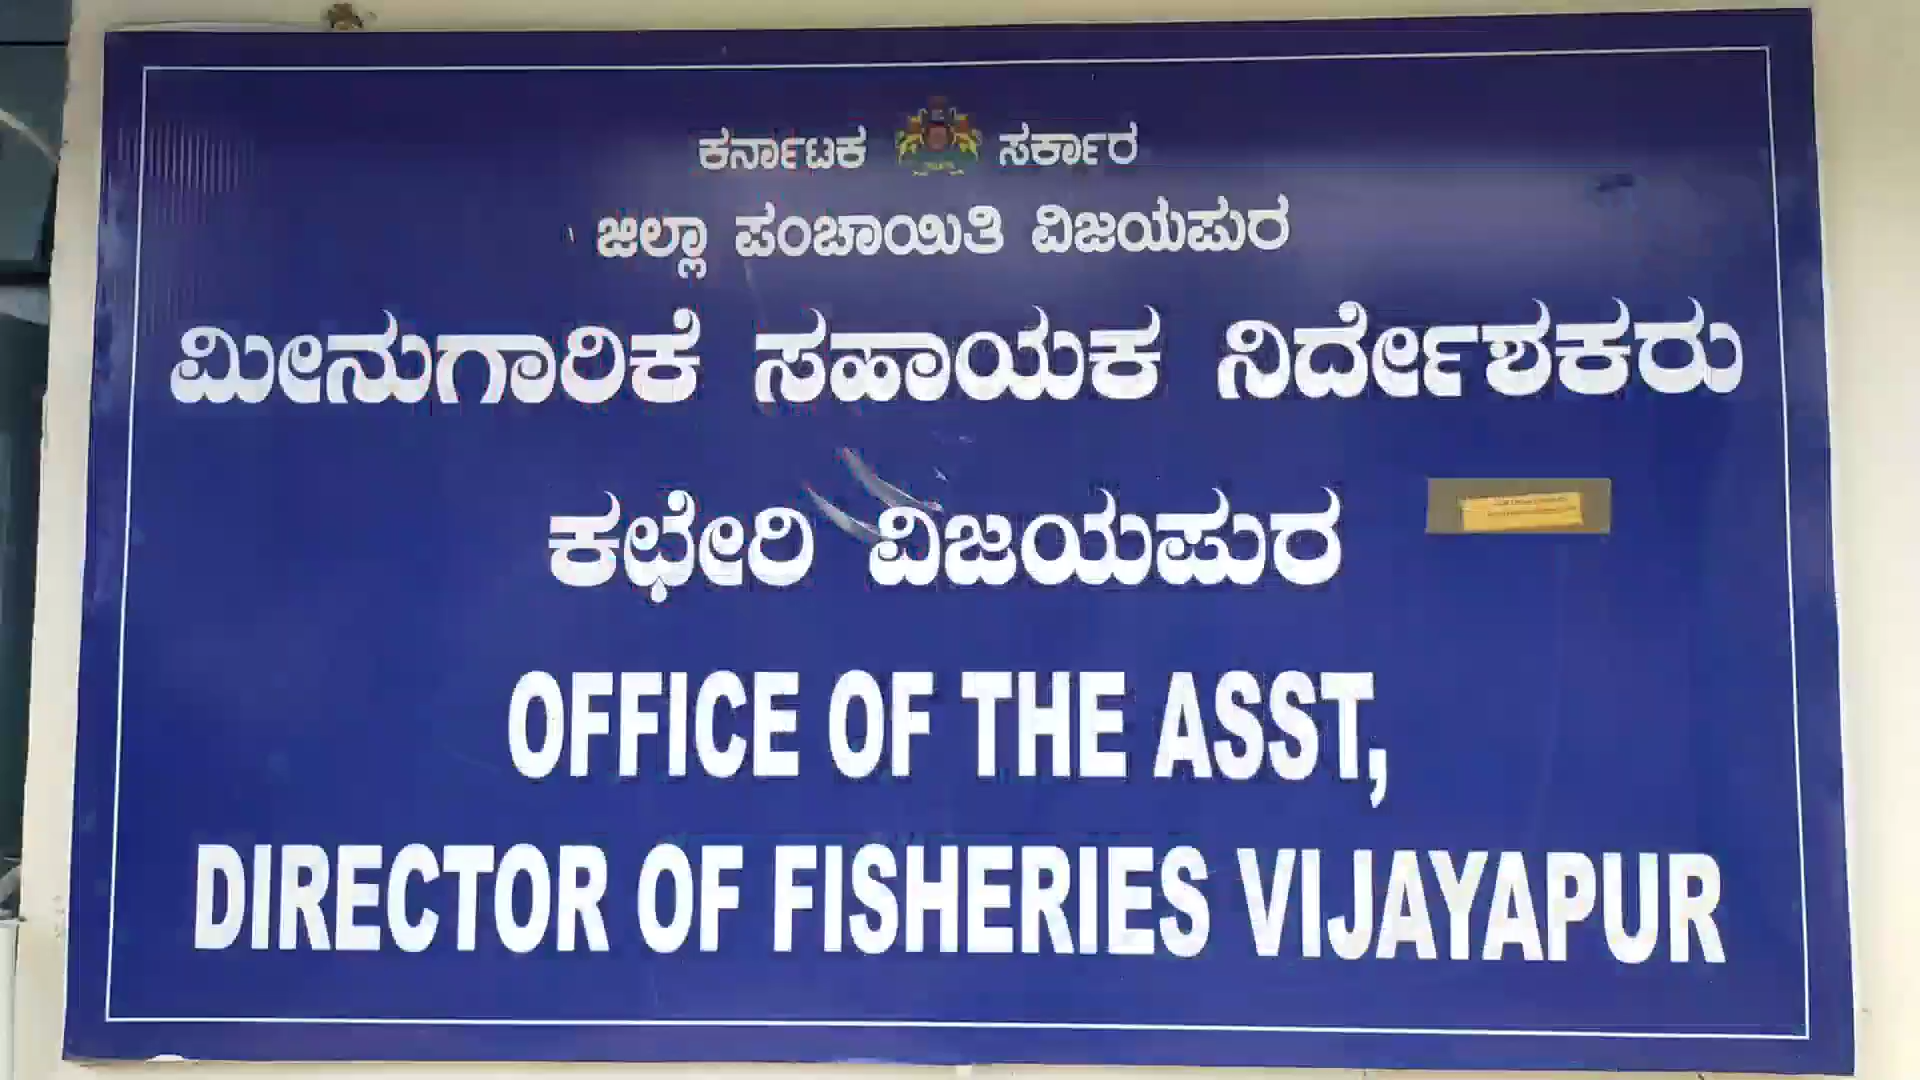 ಕರ್ನಾಟಕ ಸರ್ಕಾರ
ಜಿಲ್ಲಾ ಪಂಚಾಯಿತಿ ವಿಜಯಪುರ
ಮೀನುಗಾರಿಕೆ ಸಹಾಯಕ ನಿರ್ದೇಶಕರು
ಕಛೇರಿ ವಿಜಯಪುರ
OFFICE OF THE ASST,
DIRECTOR OF FISHERIES VIJAYAPUR